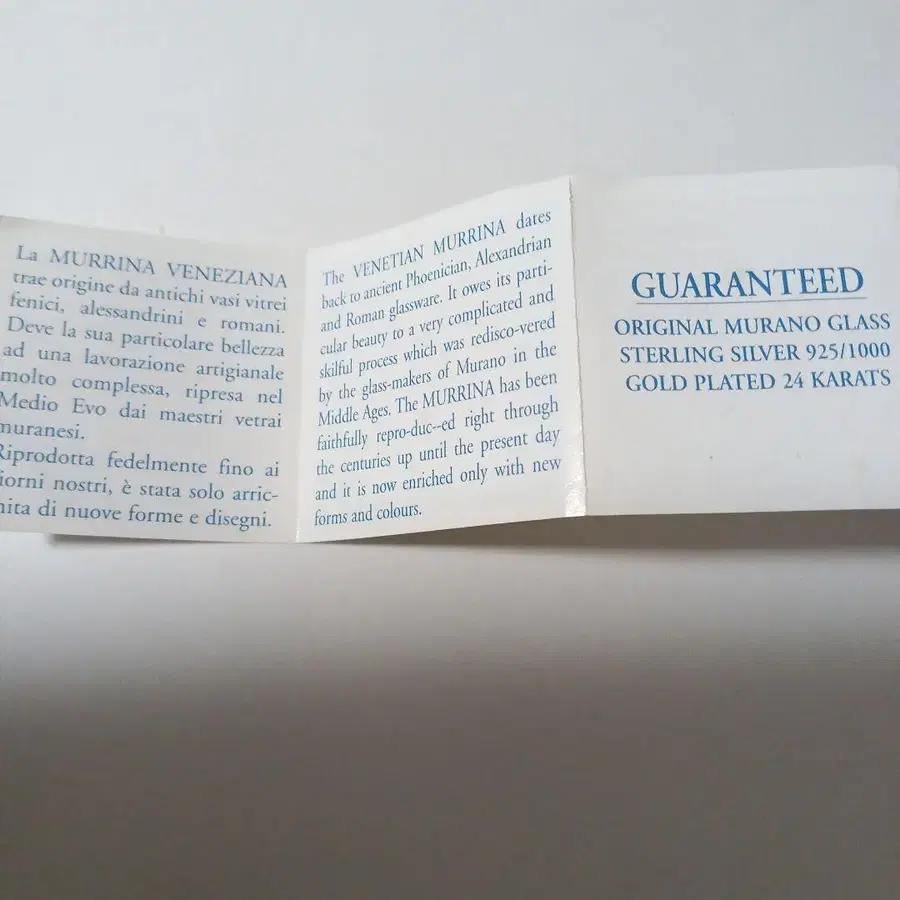 La MURRINA VENEZIANA
trae origine da antichi vasi vitrei
fenici, alessandrini e romani.
Deve la sua particolare bellezza
ad una lavorazione artigianale
molto complessa, ripresa nel
Medio Evo dai maestri vetrai
muranesi.
Riprodotta fedelmente fino ai
iorni nostri, è stata solo arric-
hita di nuove forme e disegni.
The VENETIAN MURRINA dates
back to ancient Phoenician, Alexandrian
and Roman glassware. It owes its parti-
cular beauty to a very complicated and
skilful process which was redisco-vered
by the glass-makers of Murano in the
Middle Ages. The MURRINA has been
faithfully repro-duc--ed right through
the centuries up until the present day
and it is now enriched only with new
forms and colours.
GUARANTEED
ORIGINAL MURANO GLASS
STERLING SILVER 925/1000
GOLD PLATED 24 KARATS